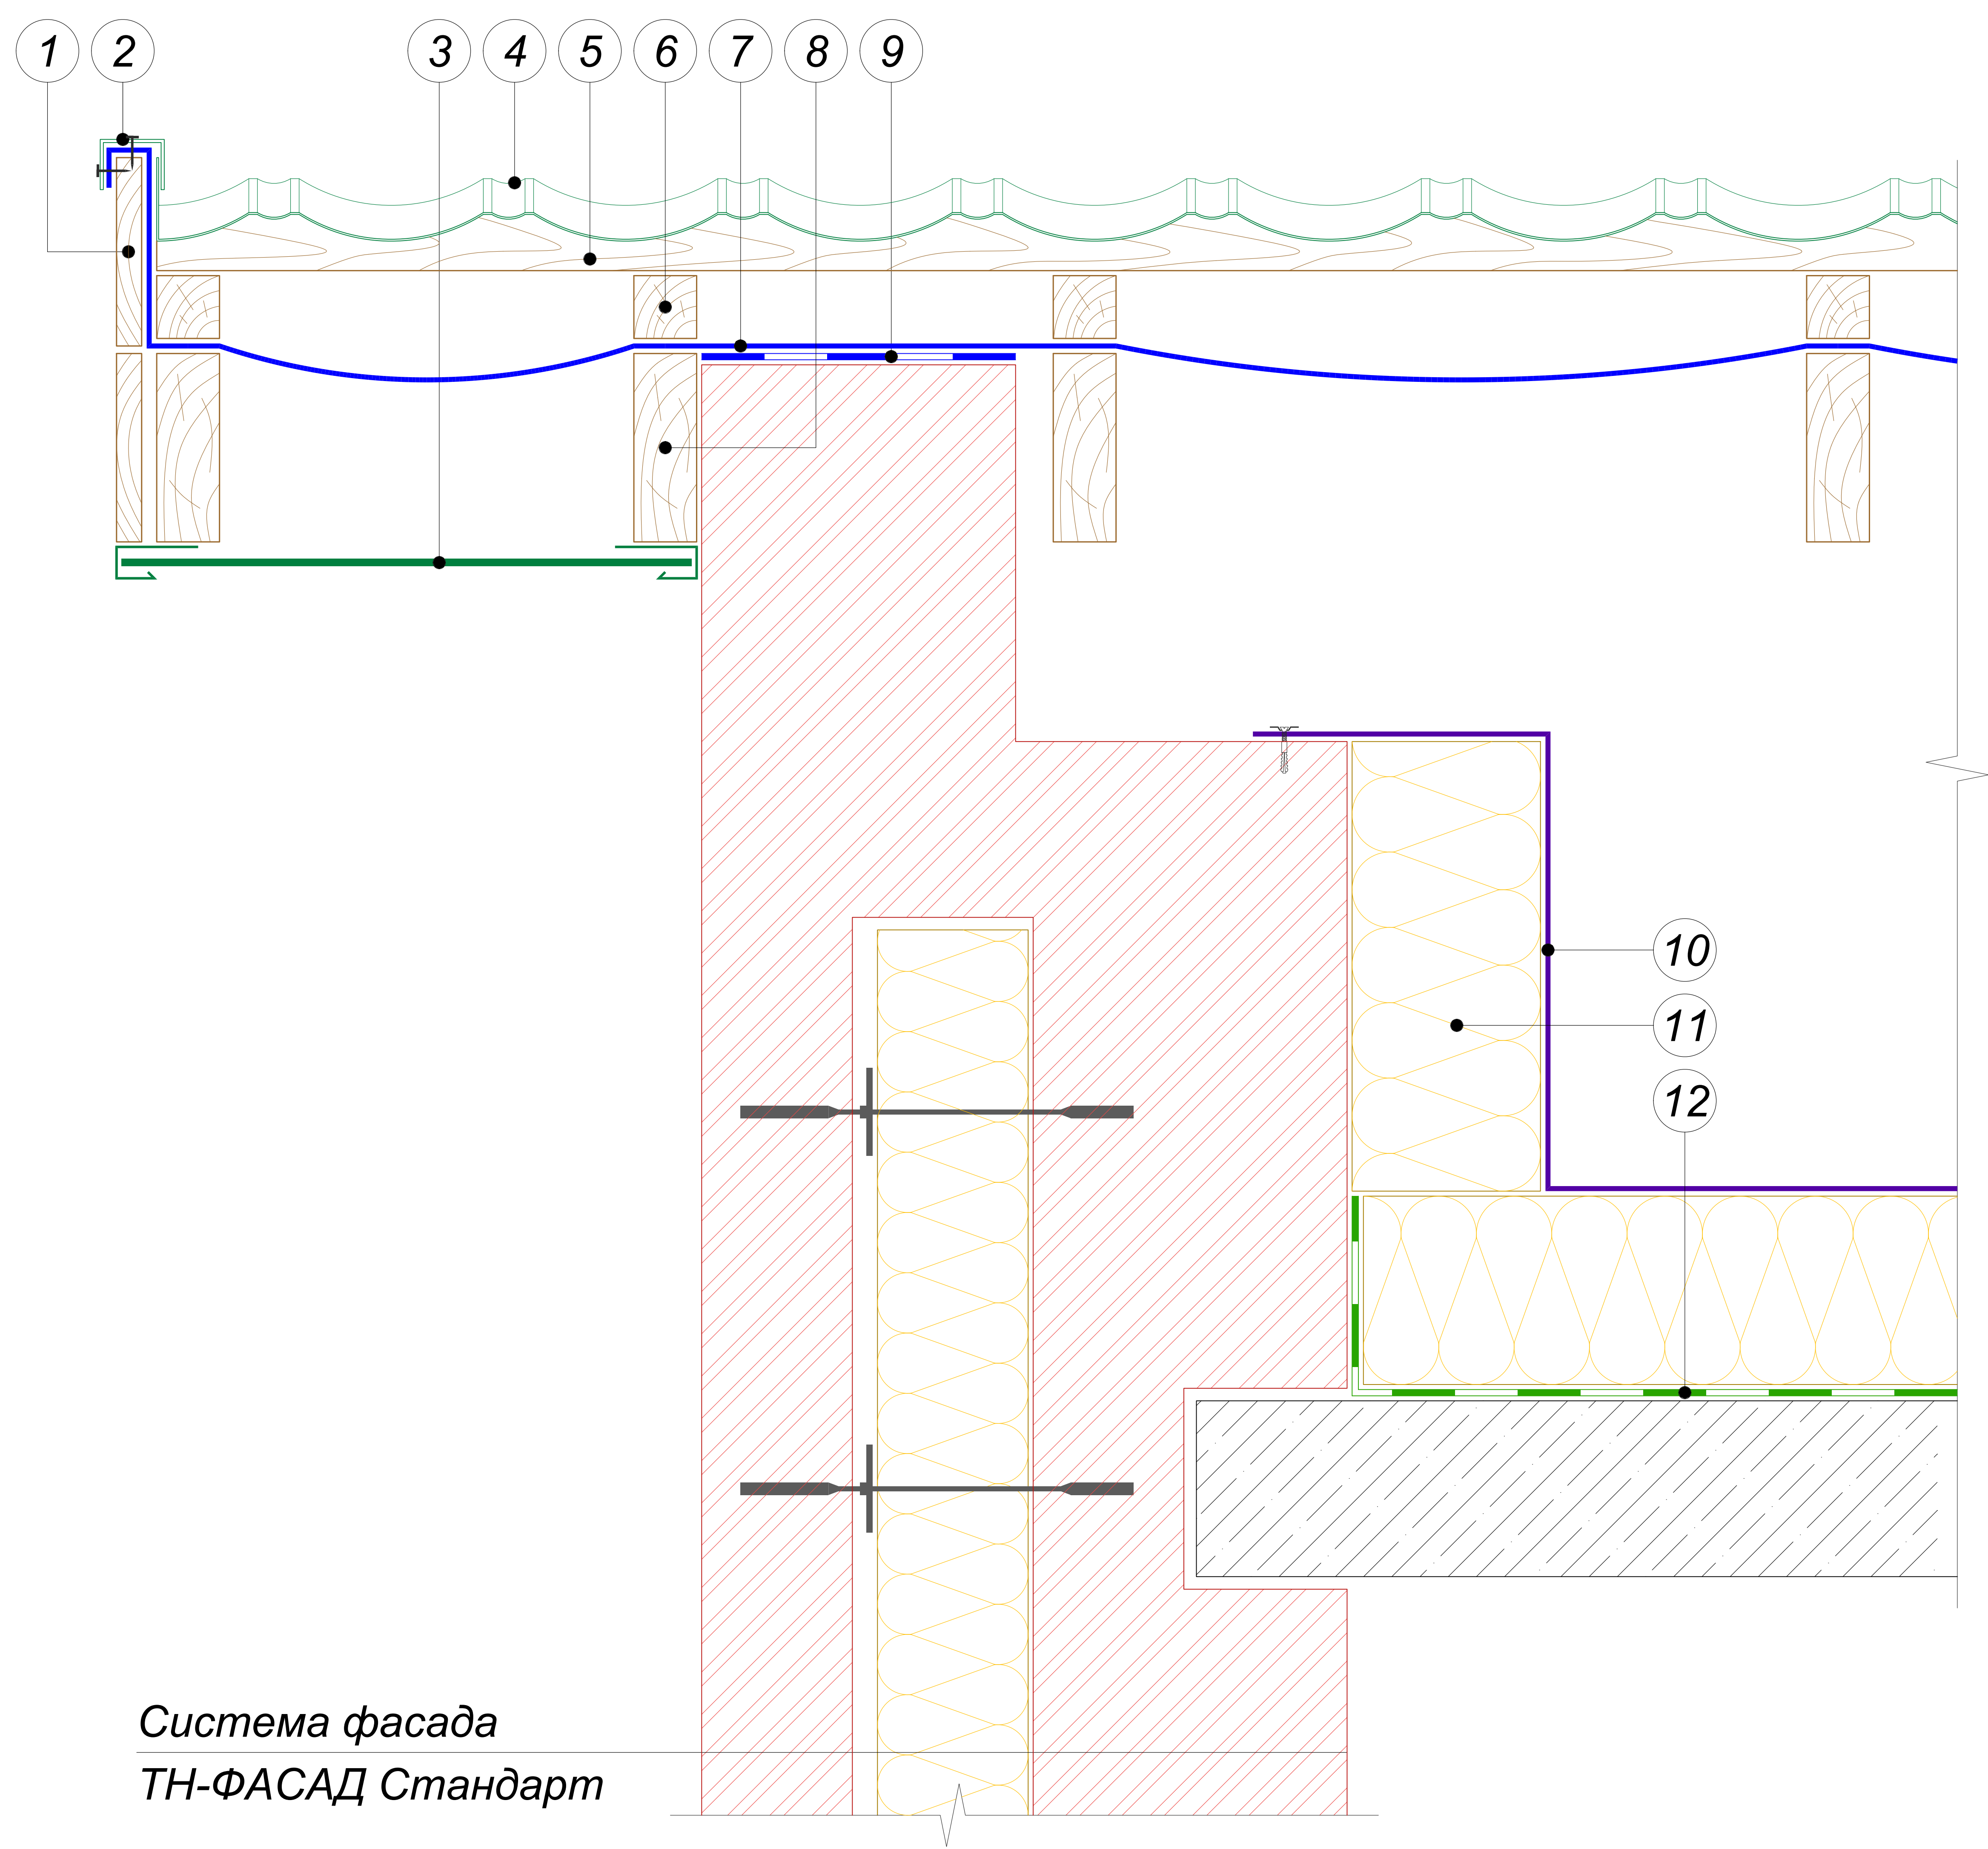 1 2 3 4 5 6 7 8 9
10
11
12
Система фасада
ТН-ФАСАД Стандарт